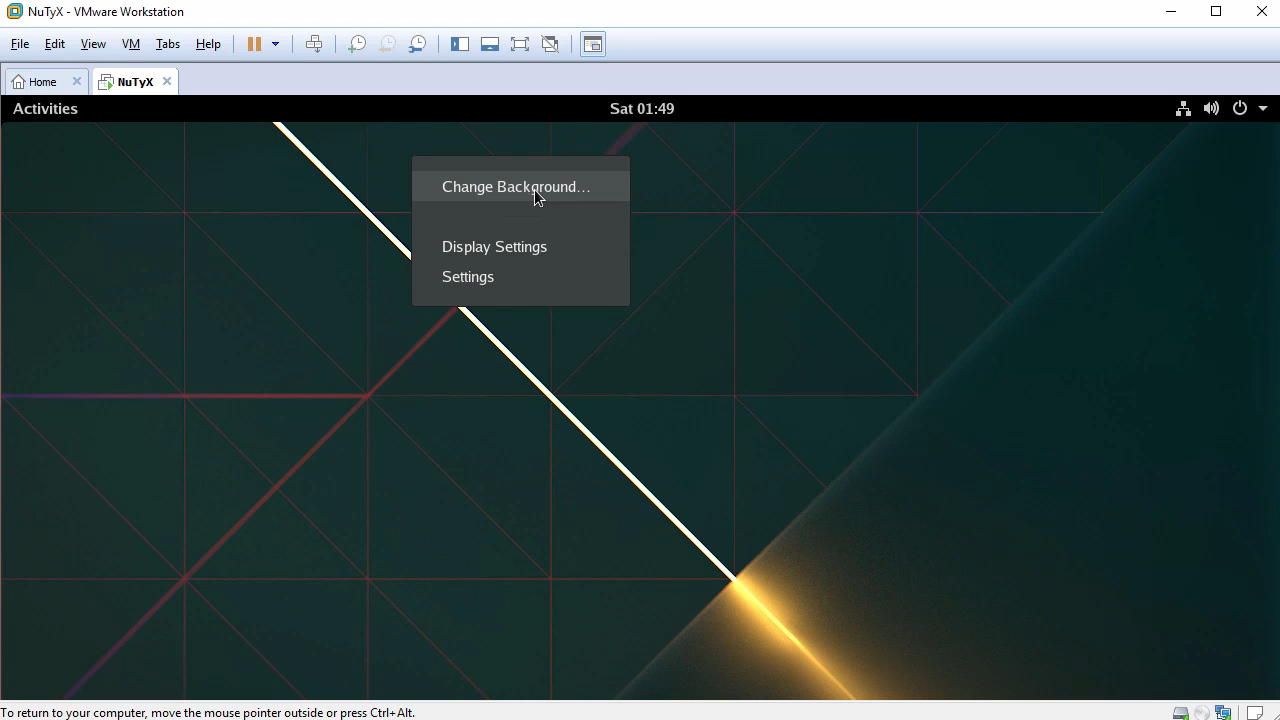 NuTyX - VMware Workstation
File Edit View VM Tabs Help
Home NuTyX
Activities Sat 01:49
Change Background…
Display Settings
Settings
To return to your computer, move the mouse pointer outside or press Ctrl+Alt.